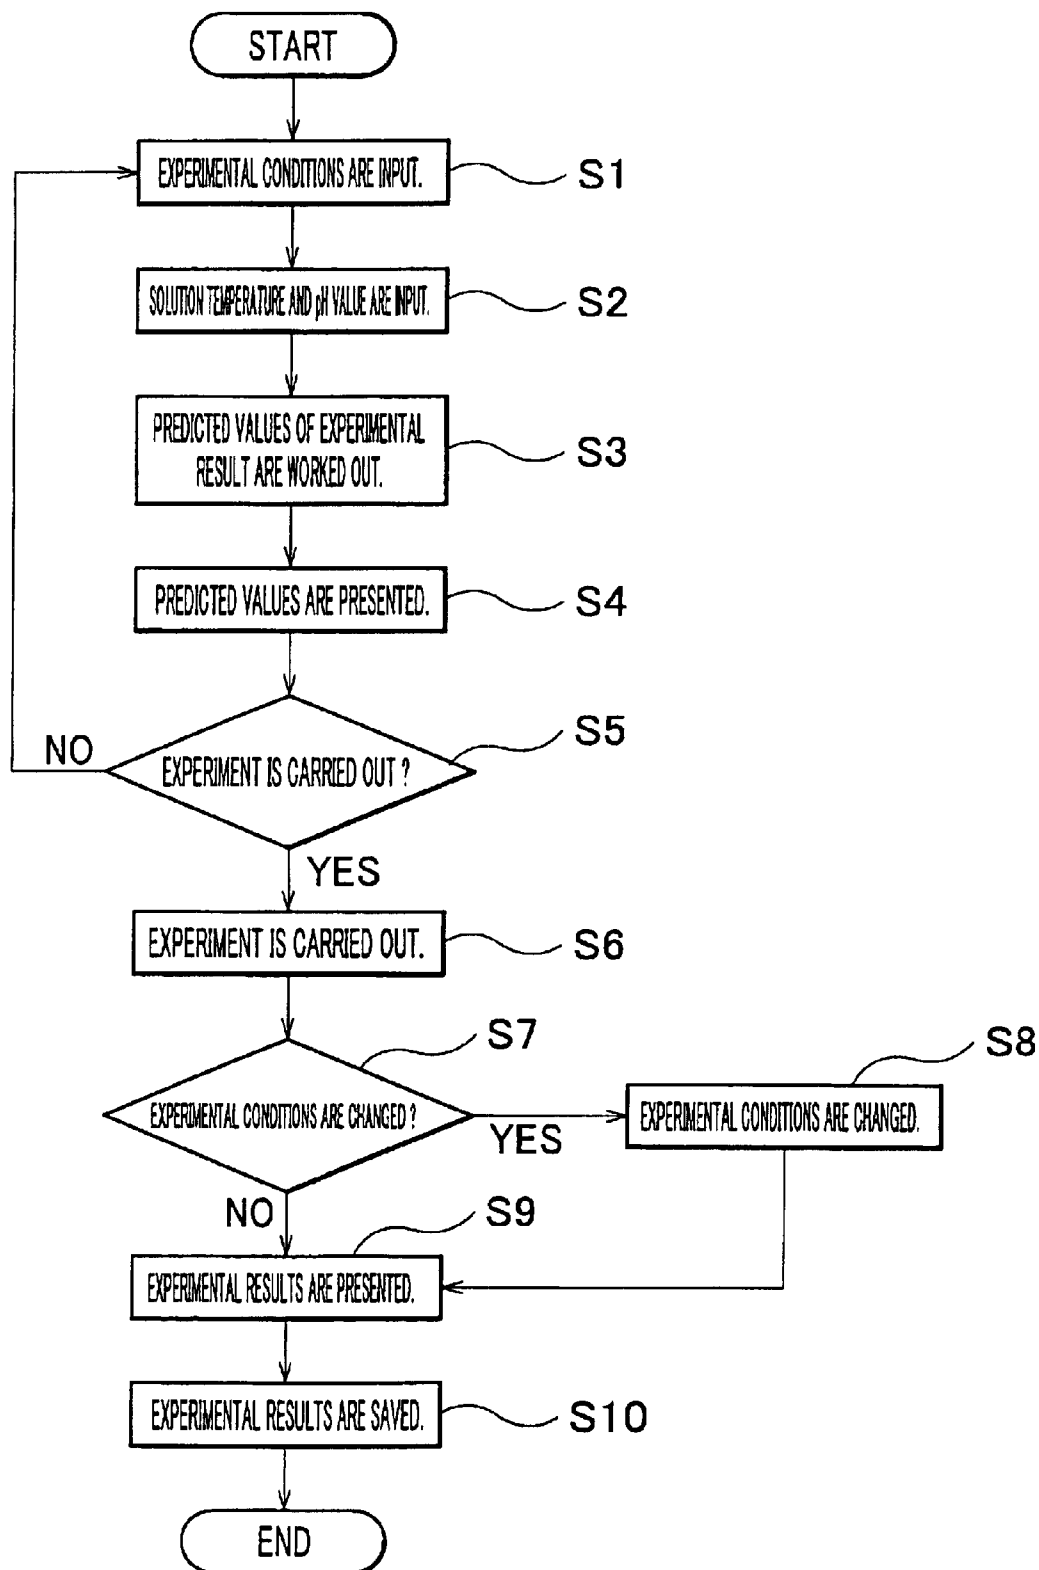 START
EXPERIMENTAL CONDITIONS ARE INPUT.
S1
SOLUTION TEMPERATURE AND pH VALUE ARE INPUT.
S2
PREDICTED VALUES OF EXPERIMENTAL
RESULT ARE WORKED OUT.
S3
PREDICTED VALUES ARE PRESENTED.
S4
S5
NO
EXPERIMENT IS CARRIED OUT ?
YES
EXPERIMENT IS CARRIED OUT.
S6
S7
S8
EXPERIMENTAL CONDITIONS ARE CHANGED ?
YES
EXPERIMENTAL CONDITIONS ARE CHANGED.
NO
S9
EXPERIMENTAL RESULTS ARE PRESENTED.
EXPERIMENTAL RESULTS ARE SAVED.
S10
END